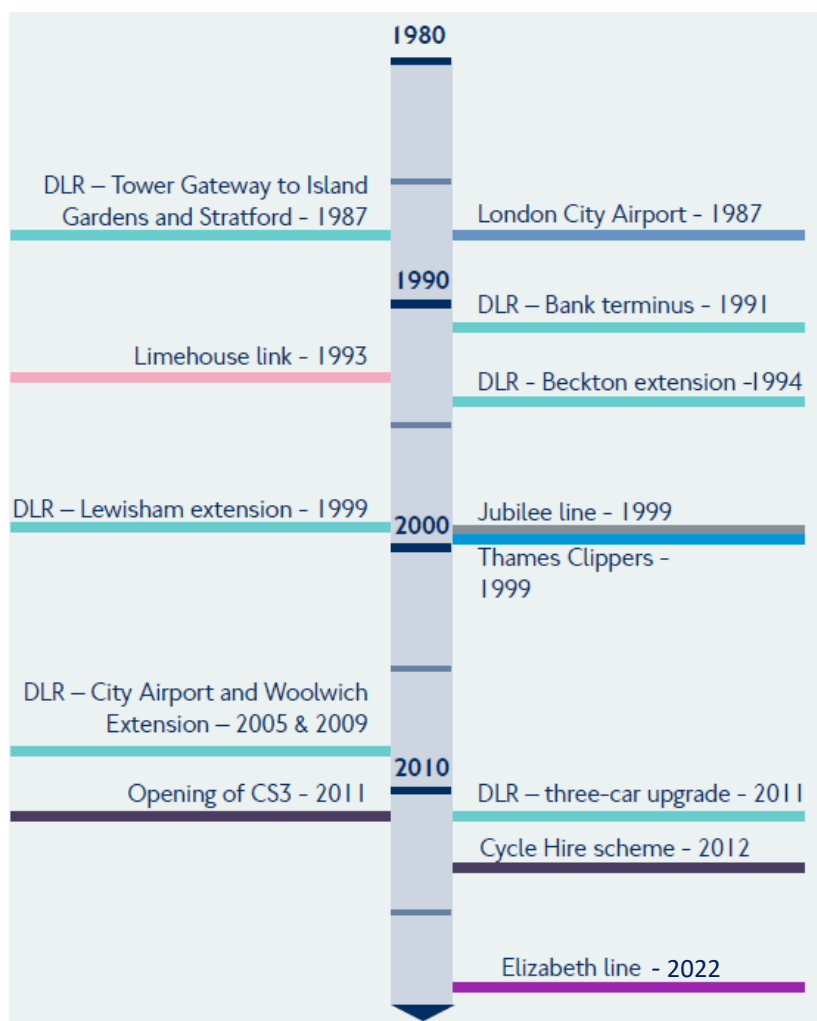 1980
DLR – Tower Gateway to Island
Gardens and Stratford - 1987
London City Airport - 1987
1990
DLR – Bank terminus - 1991
Limehouse link - 1993
DLR - Beckton extension -1994
DLR – Lewisham extension - 1999
Jubilee line - 1999
2000
Thames Clippers -
1999
DLR – City Airport and Woolwich
Extension – 2005 & 2009
2010
Opening of CS3 - 2011
DLR – three-car upgrade - 2011
Cycle Hire scheme - 2012
Elizabeth line - 2022